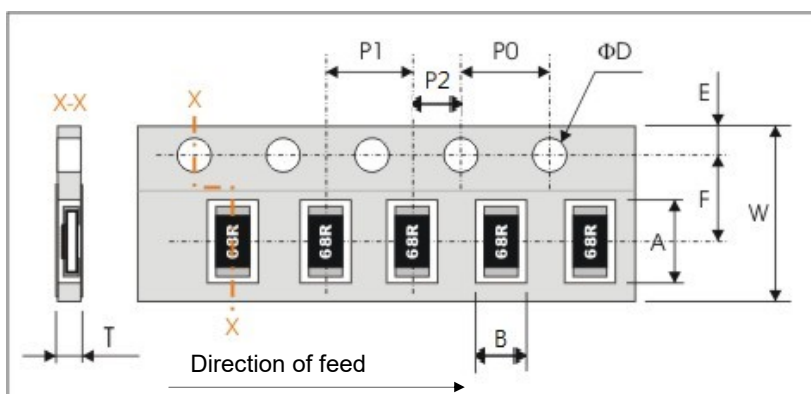 P1
P0
ΦD
P2
E
X-X
X
F
W
A
68R
68R
68R
68R
68R
X
T
B
Direction of feed